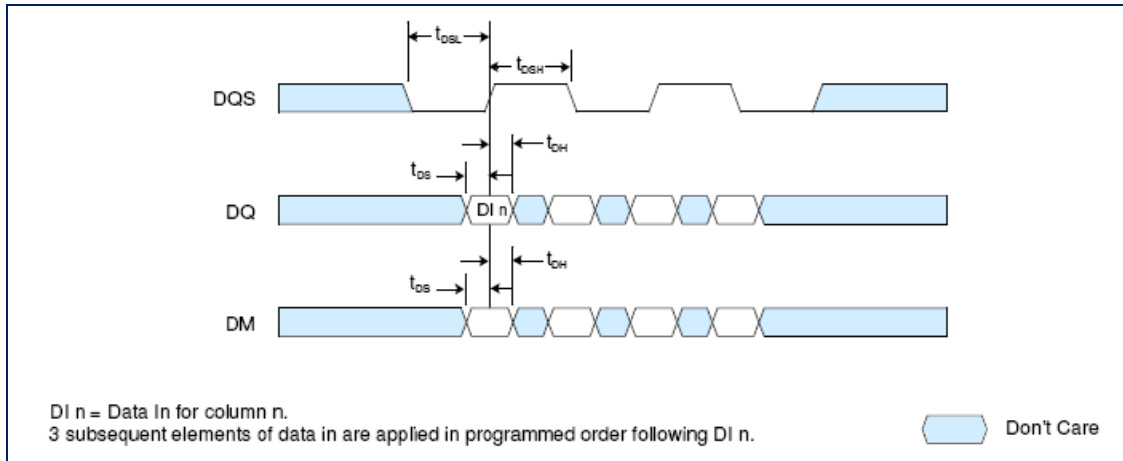 tDSL
tDSH
DQS
tDH
tDS
DQ
DI n
tDH
tDS
DM
DI n = Data In for column n.
3 subsequent elements of data in are applied in programmed order following DI n.
Don't Care